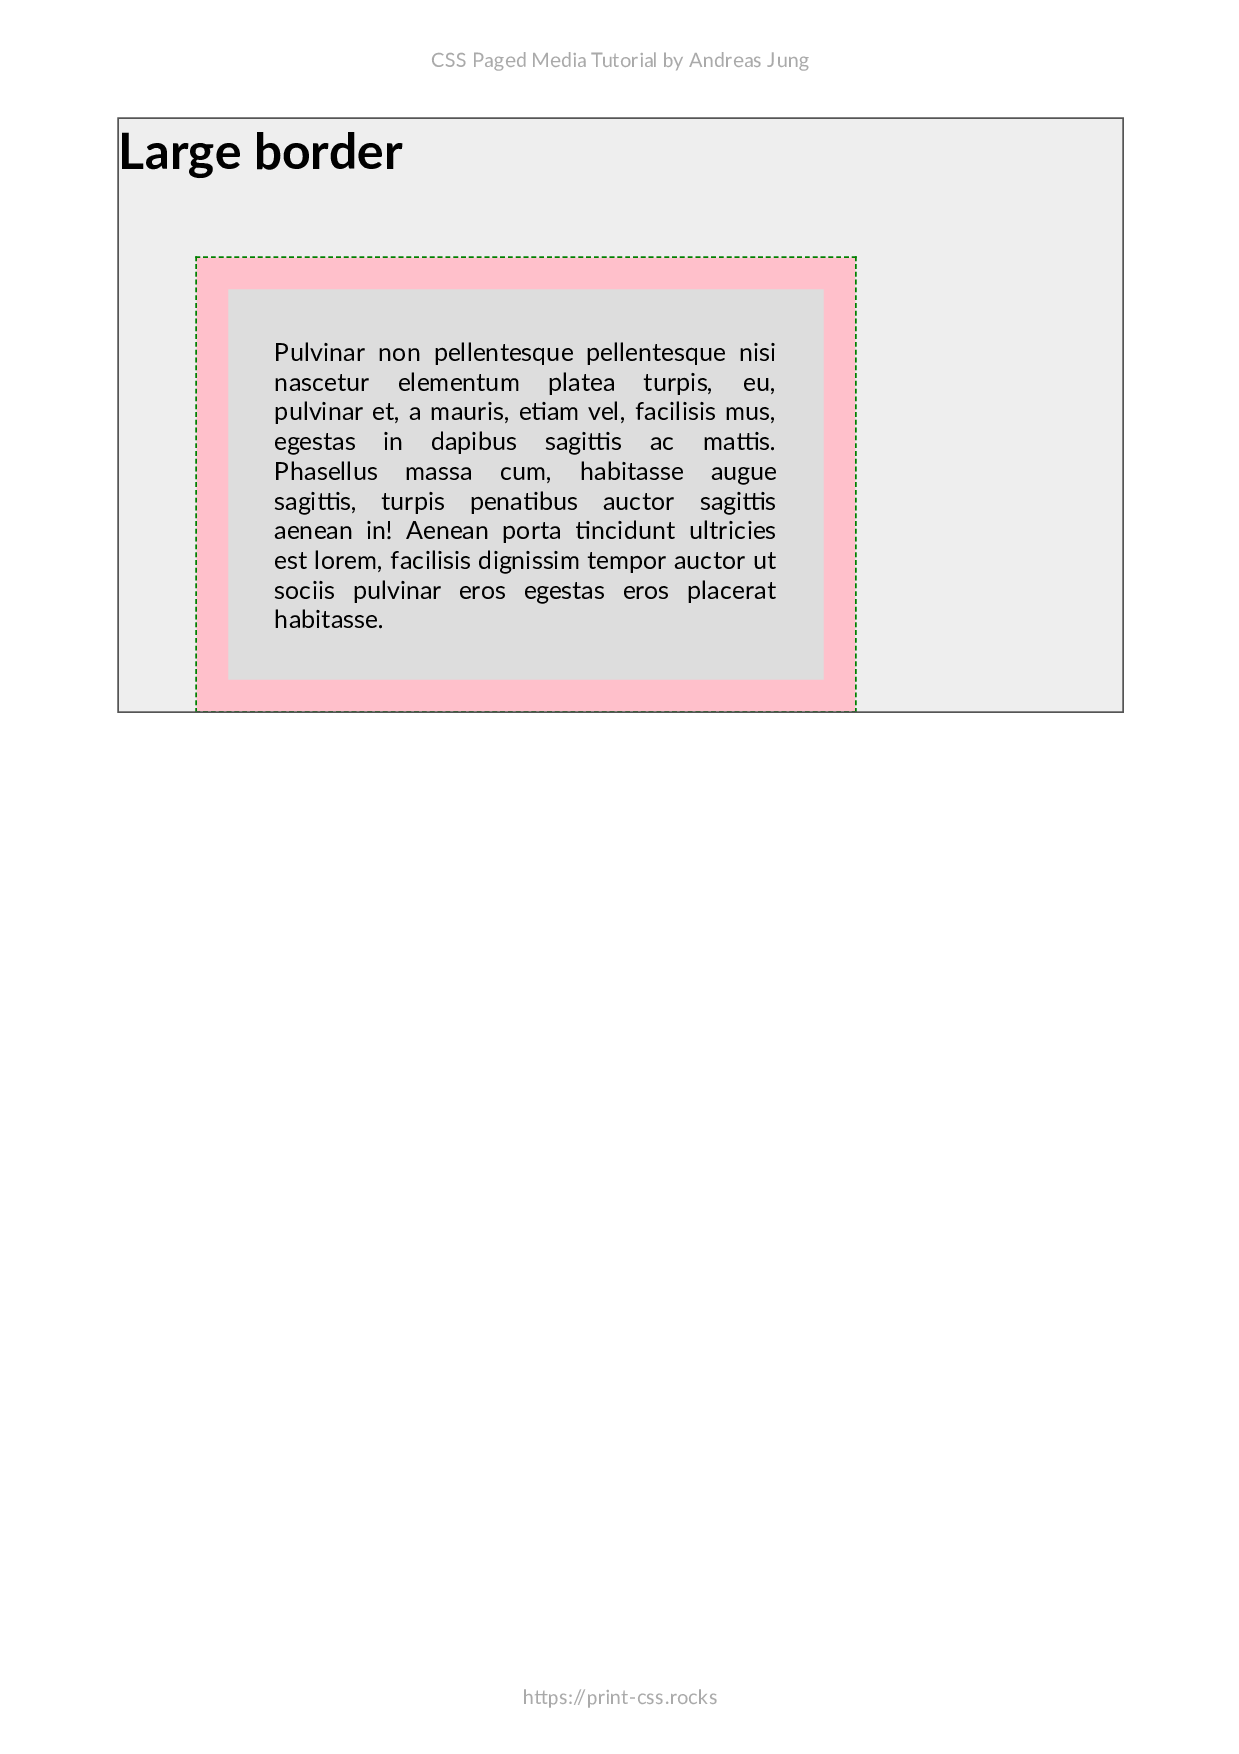 CSS Paged Media Tutorial by Andreas Jung
Large border
Pulvinar non pellentesque pellentesque nisi
nascetur elementum platea turpis, eu,
pulvinar et, a mauris, etiam vel, facilisis mus,
egestas in dapibus sagittis ac mattis.
Phasellus massa cum, habitasse augue
sagittis, turpis penatibus auctor sagittis
aenean in! Aenean porta tincidunt ultricies
est lorem, facilisis dignissim tempor auctor ut
sociis pulvinar eros egestas eros placerat
habitasse.
https://print-css.rocks